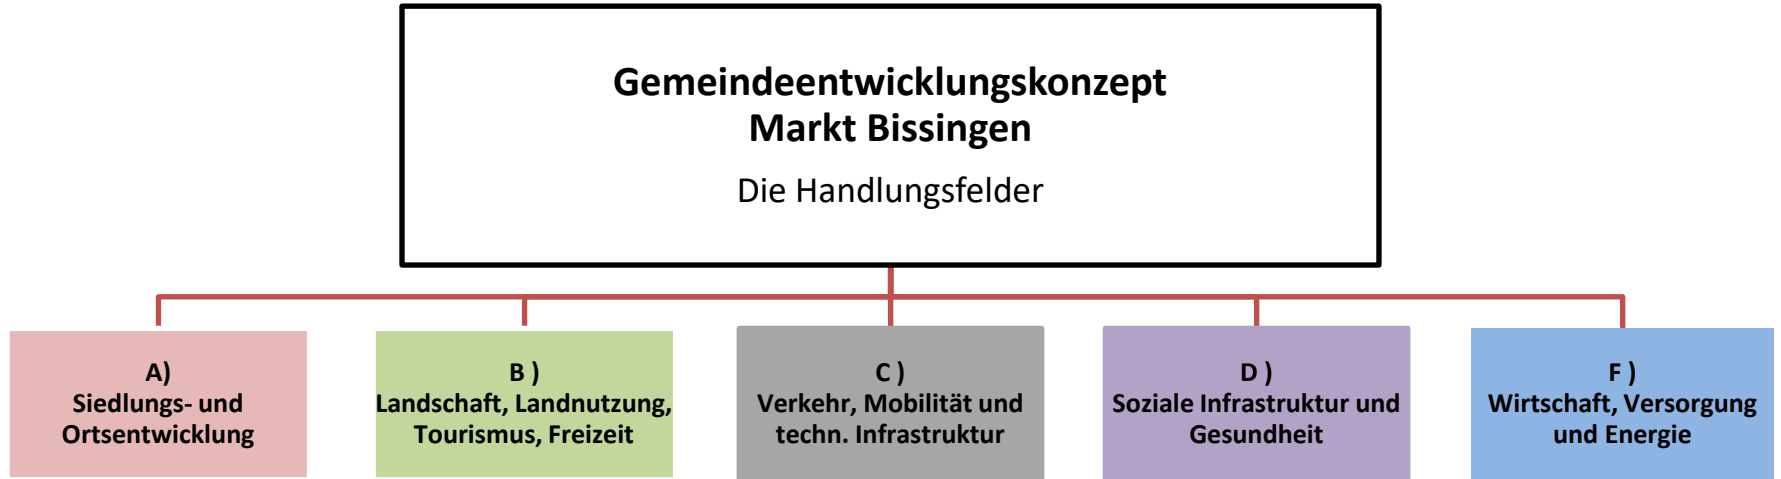 Gemeindeentwicklungskonzept
Markt Bissingen
Die Handlungsfelder
A)
Siedlungs- und
Ortsentwicklung
B )
Landschaft, Landnutzung,
Tourismus, Freizeit
C )
Verkehr, Mobilität und
techn. Infrastruktur
D )
Soziale Infrastruktur und
Gesundheit
F )
Wirtschaft, Versorgung
und Energie